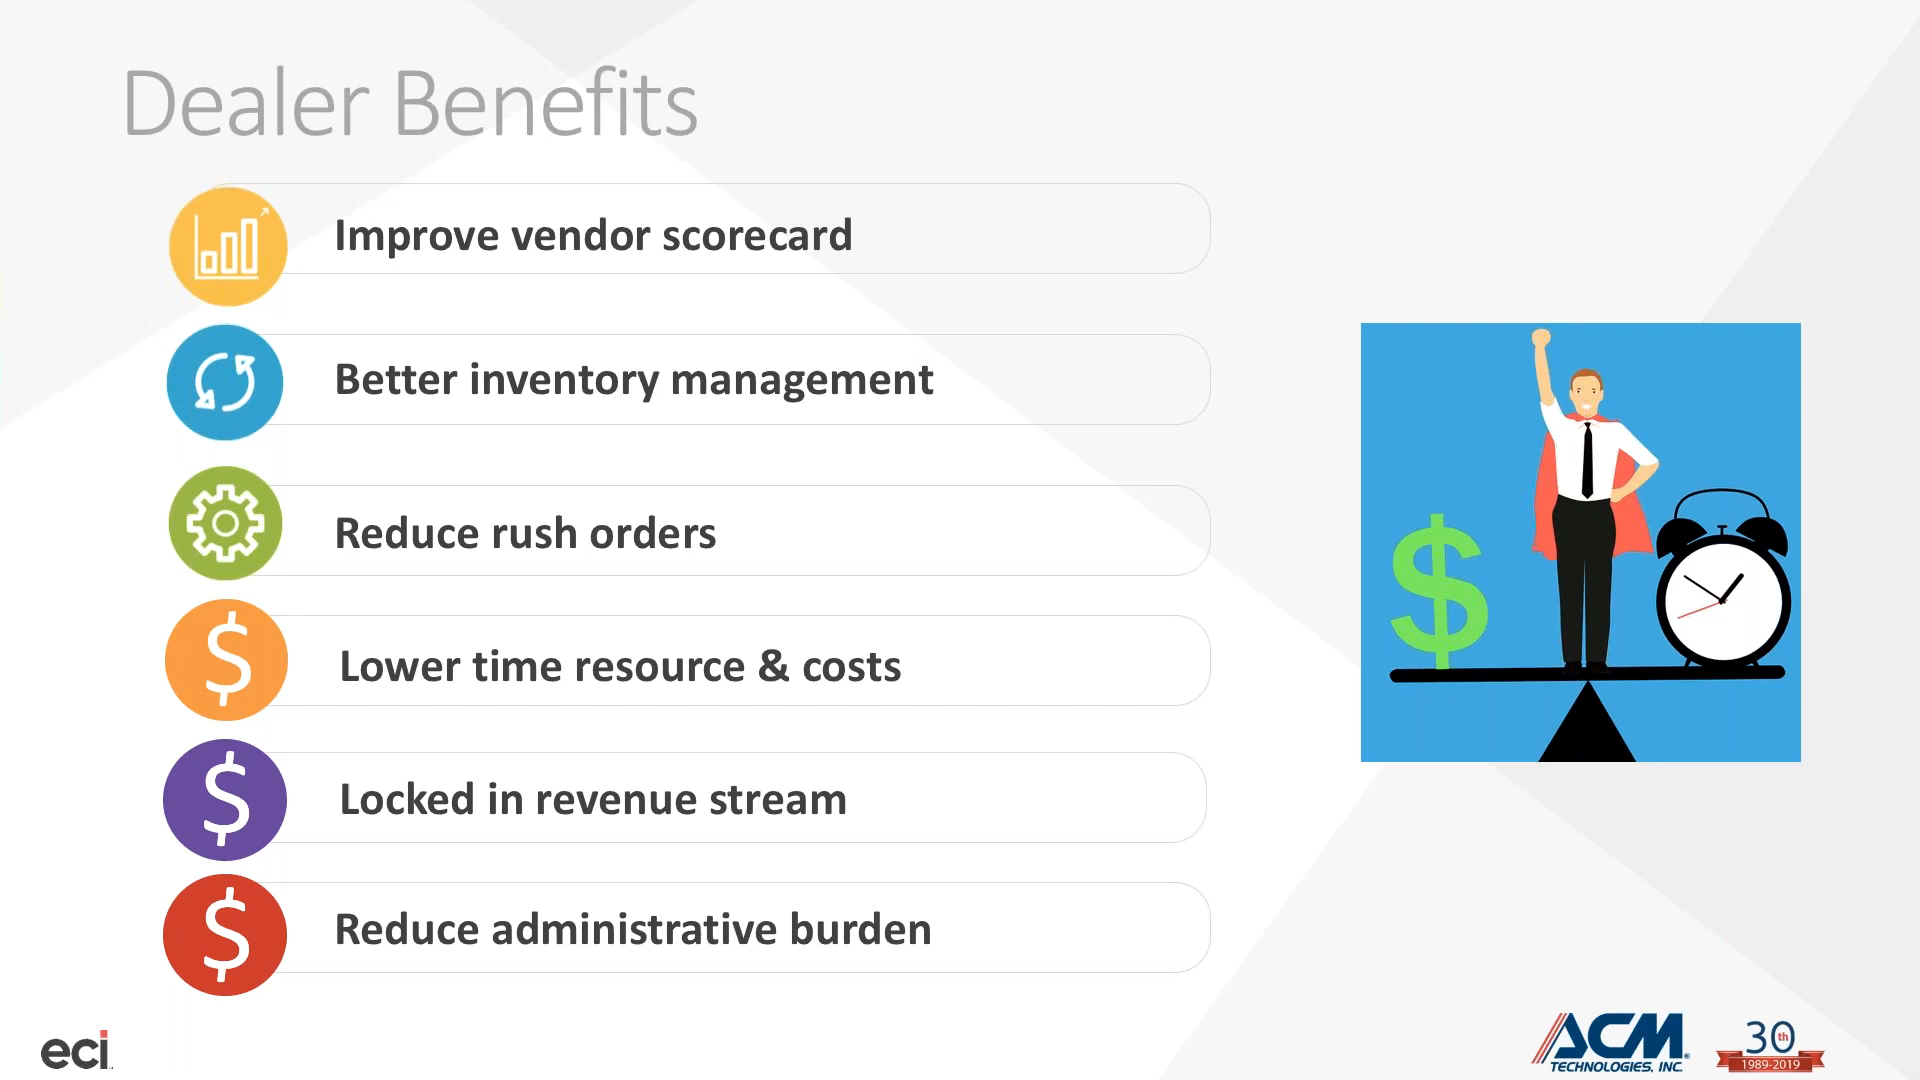 Dealer Benefits
Improve vendor scorecard
Better inventory management
Reduce rush orders
$ Lower time resource & costs
$ Locked in revenue stream
$ Reduce administrative burden
$
eci
ACM
TECHNOLOGIES, INC.
30th
1989-2019